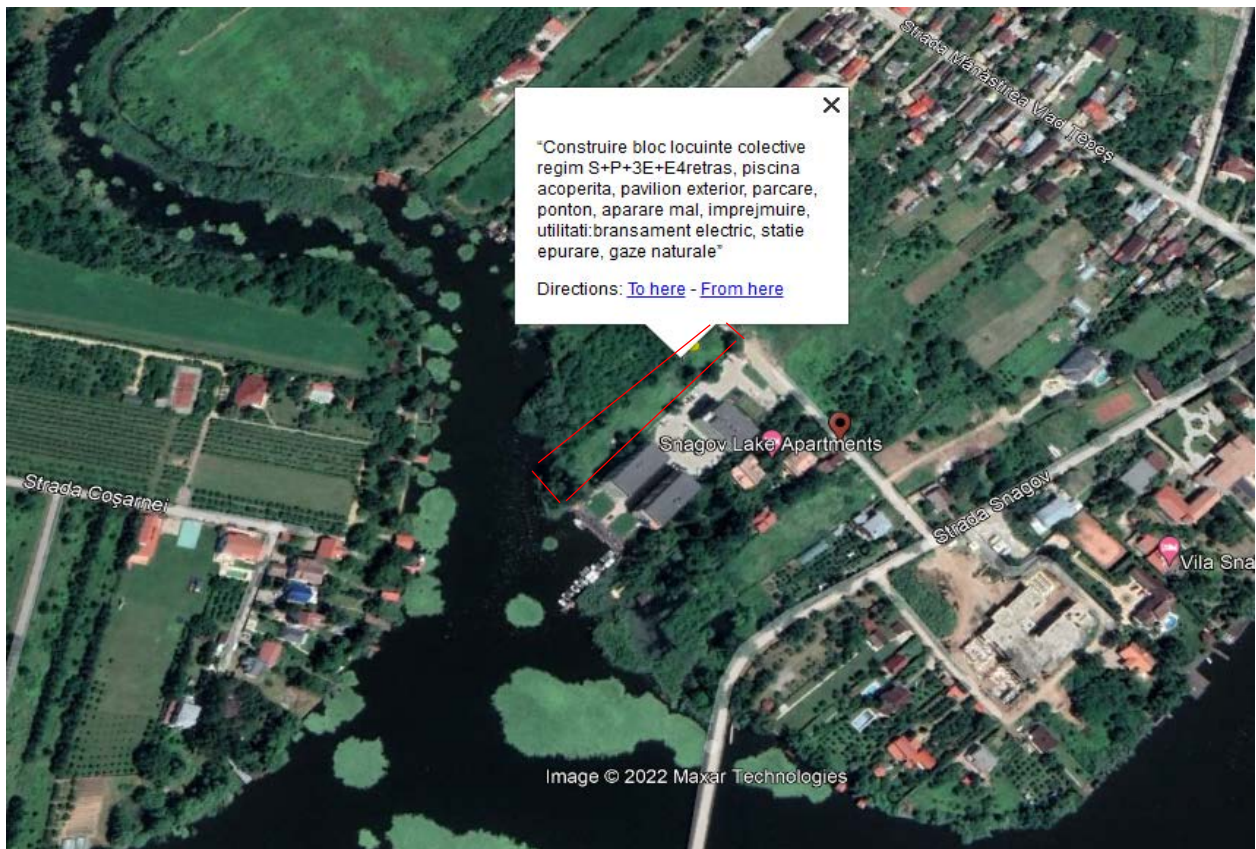 Strada Mânăstirea Vlad Țepeș
“Construire bloc locuinte colective
regim S+P+3E+E4retras, piscina
acoperita, pavilion exterior, parcare,
ponton, aparare mal, imprejmuire,
utilitati:bransament electric, statie
epurare, gaze naturale”
Directions: To here - From here
Snagov Lake Apartments
Strada Coşarnei
Strada Snagov
Vila Sna
Image © 2022 Maxar Technologies